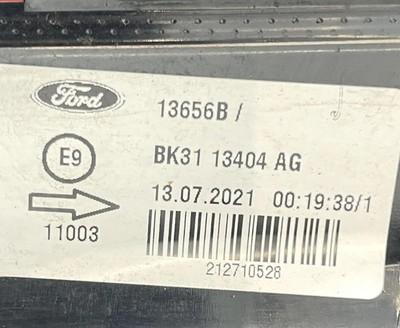 Ford
13656B /
E9
BK31 13404 AG
13.07.2021 00:19:38/1
11003
212710528